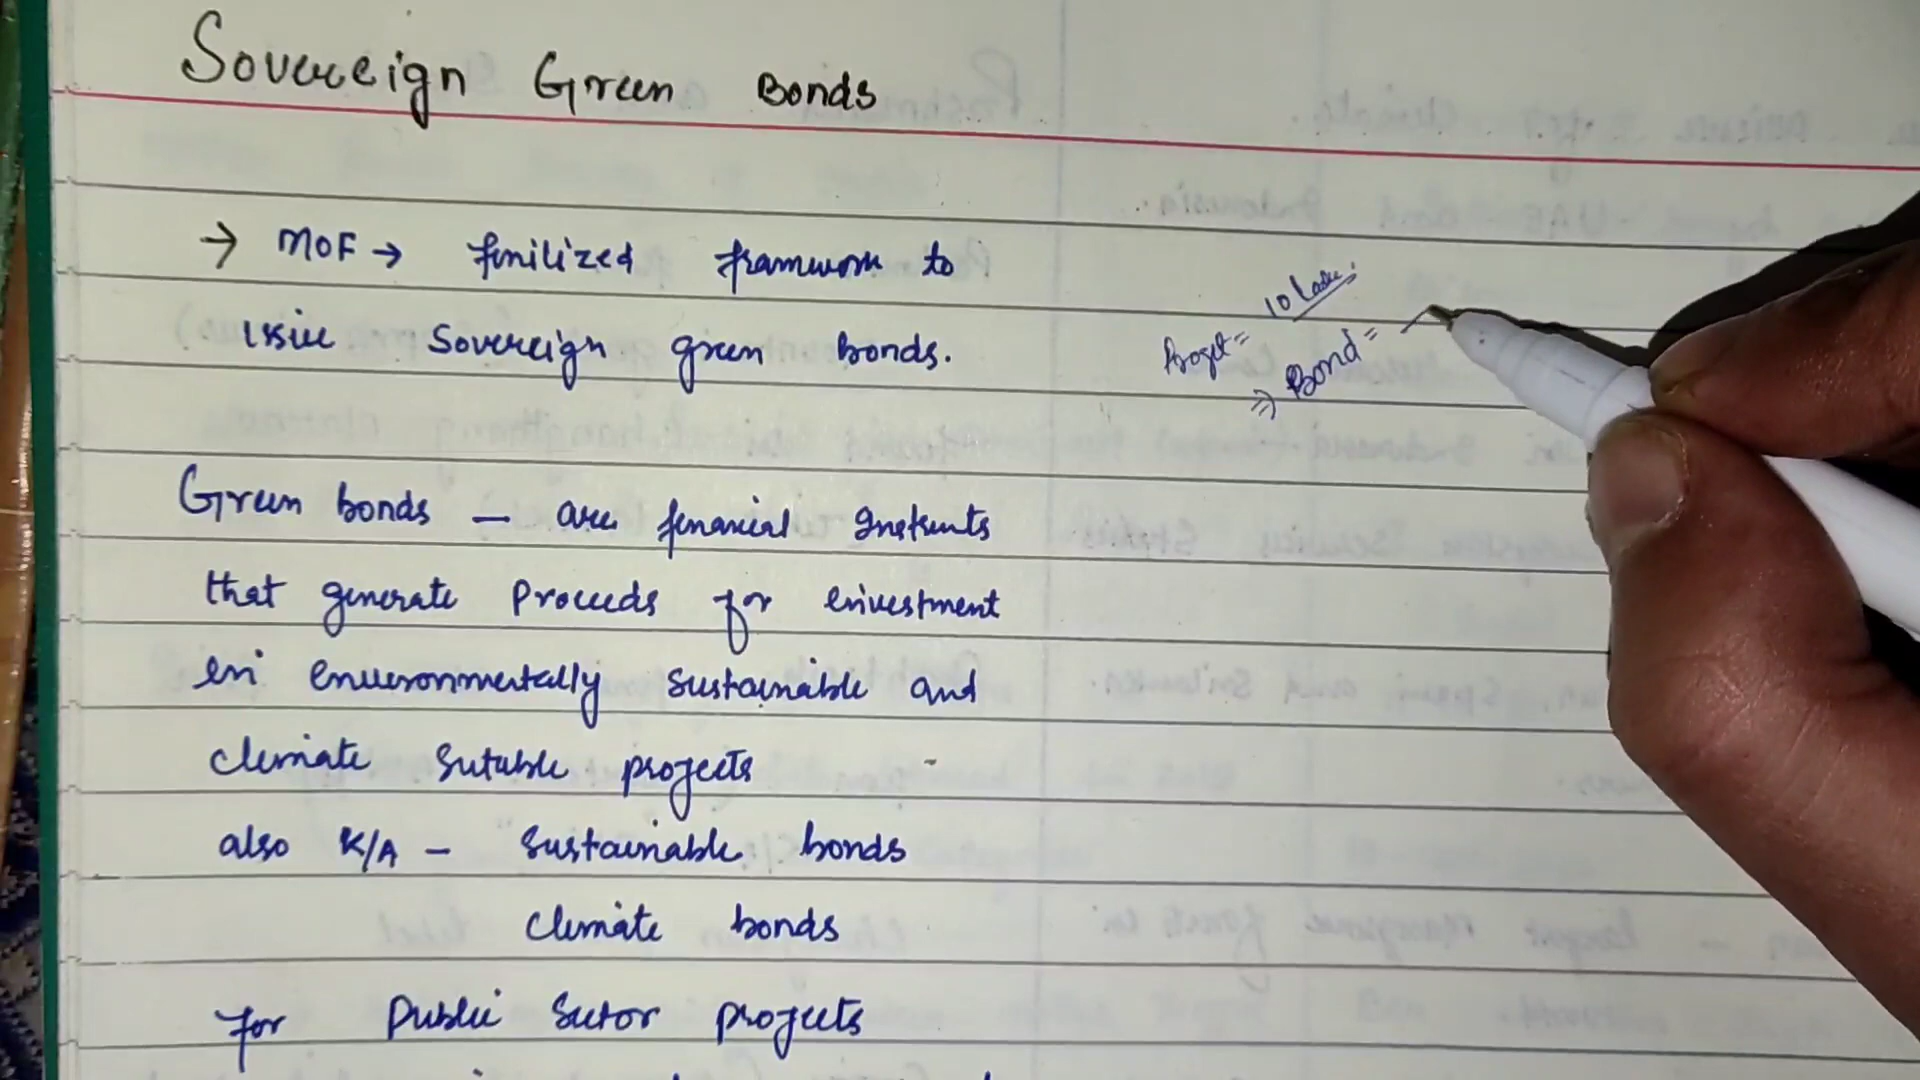 Sovereign Green Bonds
→ MOF → finilized framwork to
issue Sovereign green bonds.
Projet = 10 Lakh
⇒ Bond =
Green bonds — are financial Instruments
that generate Proceeds for investment
in environmentally sustainable and
climate sutable projects
also K/A - Sustainable bonds
Climate bonds
for Public Sector projects